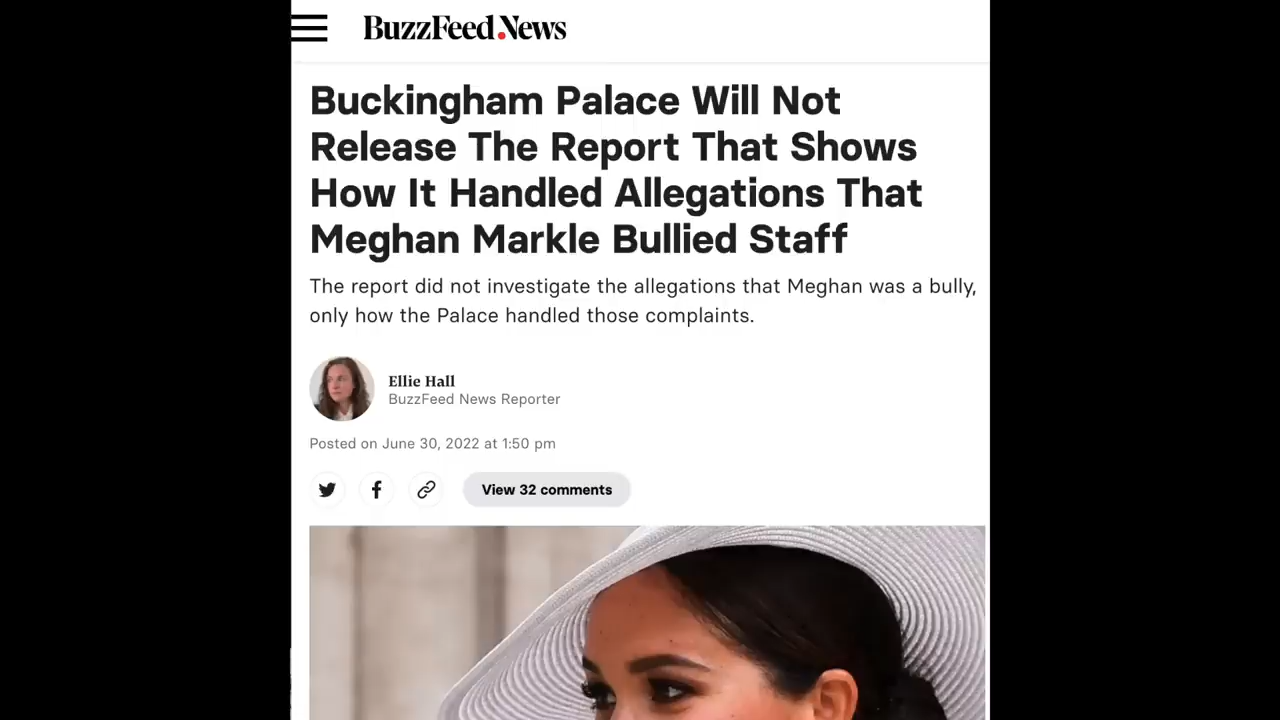 BuzzFeed.News
Buckingham Palace Will Not
Release The Report That Shows
How It Handled Allegations That
Meghan Markle Bullied Staff
The report did not investigate the allegations that Meghan was a bully,
only how the Palace handled those complaints.
Ellie Hall
BuzzFeed News Reporter
Posted on June 30, 2022 at 1:50 pm
View 32 comments